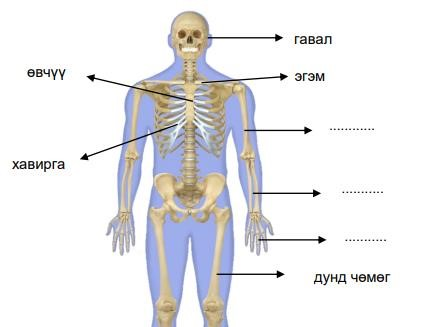 гавал
өвчүү
эгэм
...........
хавирга
...........
...........
дунд чөмөг